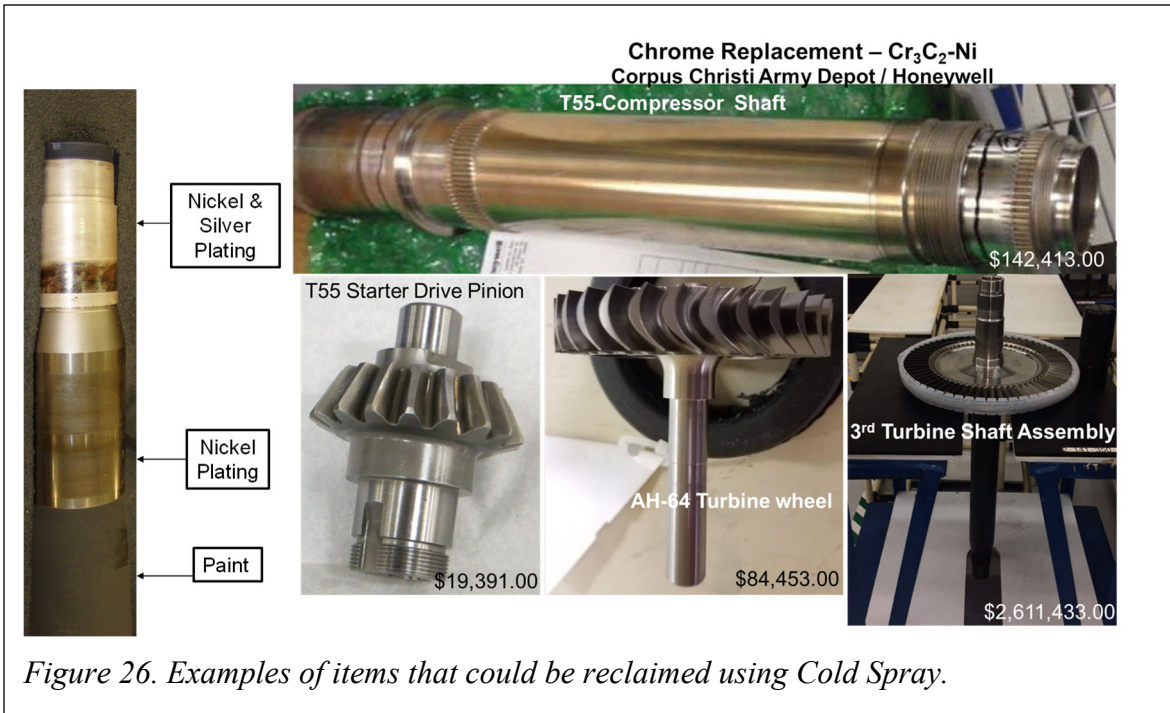 Chrome Replacement – Cr₃C₂-Ni
Corpus Christi Army Depot / Honeywell
T55-Compressor Shaft
$142,413.00
Nickel &
Silver
Plating
Nickel
Plating
Paint
T55 Starter Drive Pinion
$19,391.00
AH-64 Turbine wheel
$84,453.00
3rd Turbine Shaft Assembly
$2,611,433.00
Figure 26. Examples of items that could be reclaimed using Cold Spray.